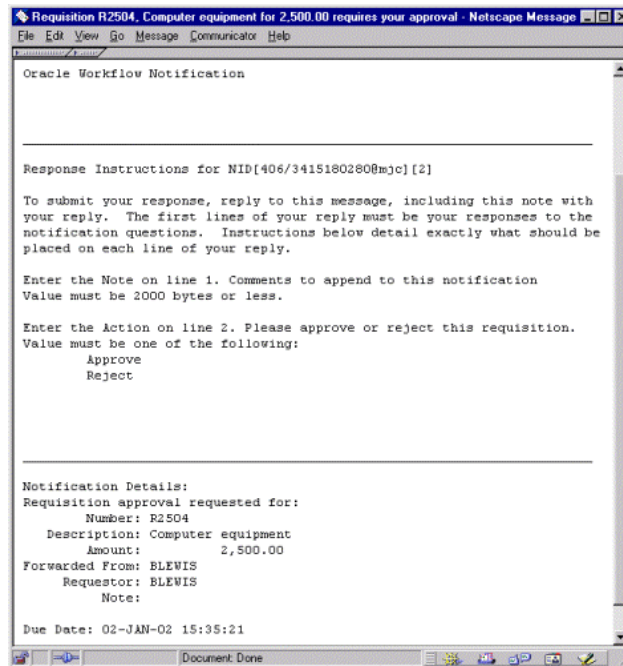 Requisition R2504, Computer equipment for 2,500.00 requires your approval - Netscape Message
File Edit View Go Message Communicator Help
Oracle Workflow Notification
Response Instructions for NID[406/3415180280@mjc][2]
To submit your response, reply to this message, including this note with
your reply. The first lines of your reply must be your responses to the
notification questions. Instructions below detail exactly what should be
placed on each line of your reply.
Enter the Note on line 1. Comments to append to this notification
Value must be 2000 bytes or less.
Enter the Action on line 2. Please approve or reject this requisition.
Value must be one of the following:
Approve
Reject
Notification Details:
Requisition approval requested for:
Number: R2504
Description: Computer equipment
Amount: 2,500.00
Forwarded From: BLEWIS
Requestor: BLEWIS
Note:
Due Date: 02-JAN-02 15:35:21
Document: Done